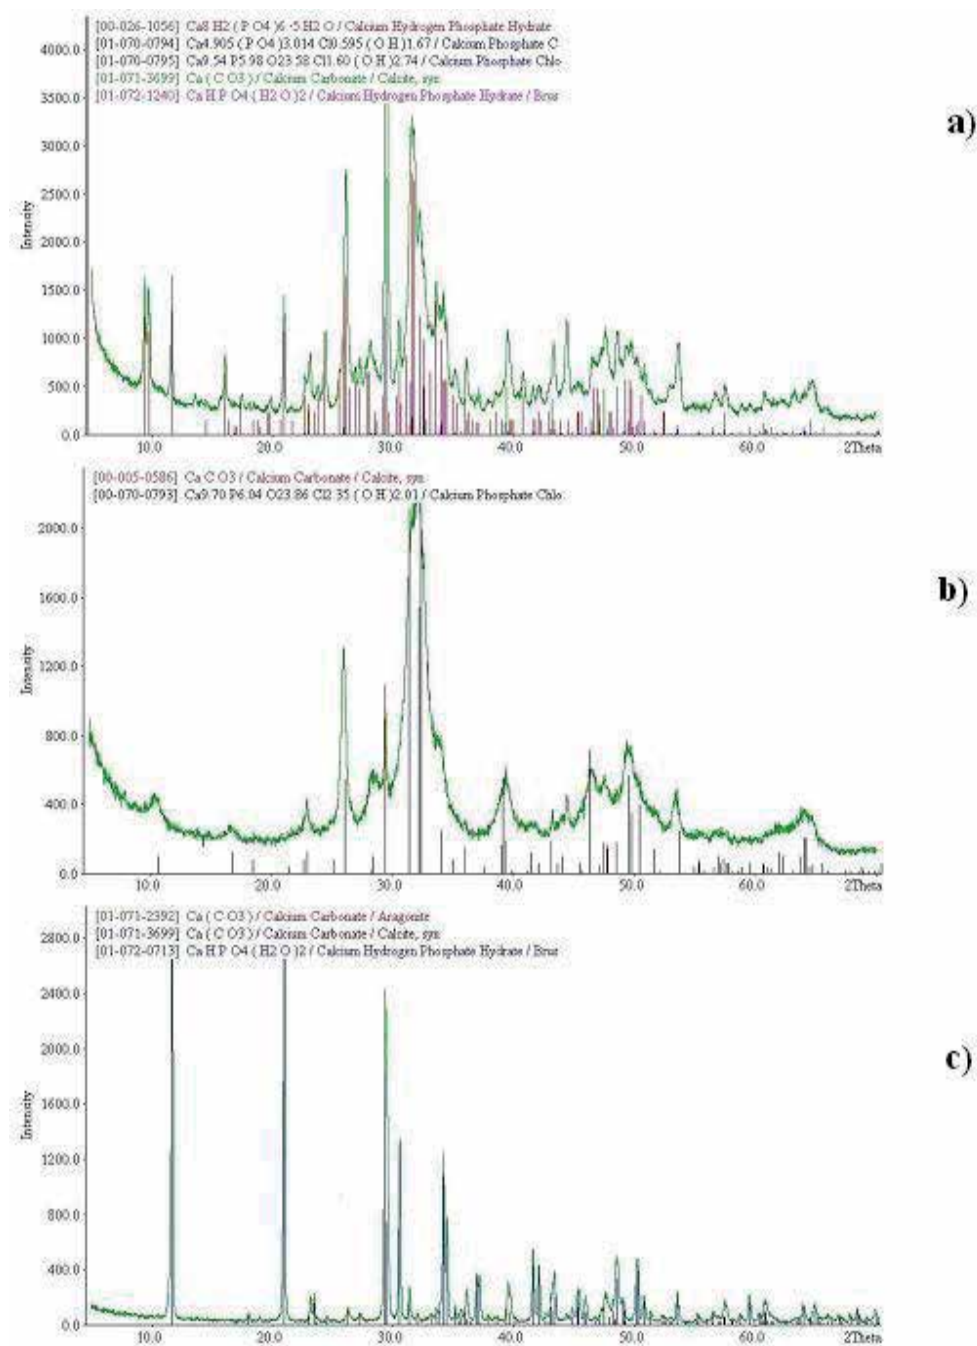 [00-026-1056] Ca8 H2 ( P O4 )6 ·5 H2 O / Calcium Hydrogen Phosphate Hydrate
[01-070-0794] Ca4.905 ( P O4 )3.014 Cl0.595 ( O H )1.67 / Calcium Phosphate C
[01-070-0795] Ca9.54 P5.98 O23.58 Cl1.60 ( O H )2.74 / Calcium Phosphate Chlo
[01-071-3699] Ca ( C O3 ) / Calcium Carbonate / Calcite, syn
[01-072-1240] Ca H P O4 ( H2 O )2 / Calcium Hydrogen Phosphate Hydrate / Brus
4000.0
3500.0
3000.0
2500.0
2000.0
1500.0
1000.0
500.0
0.0
Intensity
10.0 20.0 30.0 40.0 50.0 60.0 2Theta
a)
[00-005-0586] Ca C O3 / Calcium Carbonate / Calcite, syn
[00-070-0793] Ca9.70 P6.04 O23.86 Cl2.35 ( O H )2.01 / Calcium Phosphate Chlo
2000.0
1600.0
1200.0
800.0
400.0
0.0
Intensity
10.0 20.0 30.0 40.0 50.0 60.0 2Theta
b)
[01-071-2392] Ca ( C O3 ) / Calcium Carbonate / Aragonite
[01-071-3699] Ca ( C O3 ) / Calcium Carbonate / Calcite, syn
[01-072-0713] Ca H P O4 ( H2 O )2 / Calcium Hydrogen Phosphate Hydrate / Brus
2800.0
2400.0
2000.0
1600.0
1200.0
800.0
400.0
0.0
Intensity
10.0 20.0 30.0 40.0 50.0 60.0 2Theta
c)